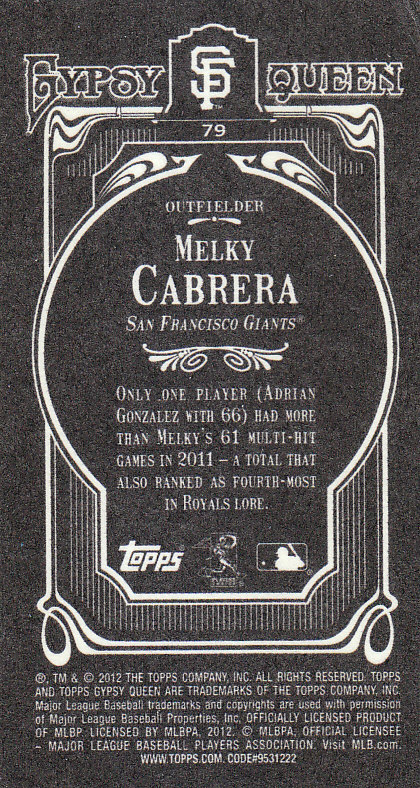 GYPSY SF QUEEN
79
OUTFIELDER
MELKY
CABRERA
SAN FRANCISCO GIANTS®
ONLY ONE PLAYER (ADRIAN
GONZALEZ WITH 66) HAD MORE
THAN MELKY'S 61 MULTI-HIT
GAMES IN 2011 – A TOTAL THAT
ALSO RANKED AS FOURTH-MOST
IN ROYALS LORE.
TOPPS
®, TM & © 2012 THE TOPPS COMPANY, INC. ALL RIGHTS RESERVED. TOPPS
AND TOPPS GYPSY QUEEN ARE TRADEMARKS OF THE TOPPS COMPANY, INC.
Major League Baseball trademarks and copyrights are used with permission
of Major League Baseball Properties, Inc. OFFICIALLY LICENSED PRODUCT
OF MLBP. LICENSED BY MLBPA, 2012. © MLBPA, OFFICIAL LICENSEE
– MAJOR LEAGUE BASEBALL PLAYERS ASSOCIATION. Visit MLB.com.
WWW.TOPPS.COM. CODE#9531222